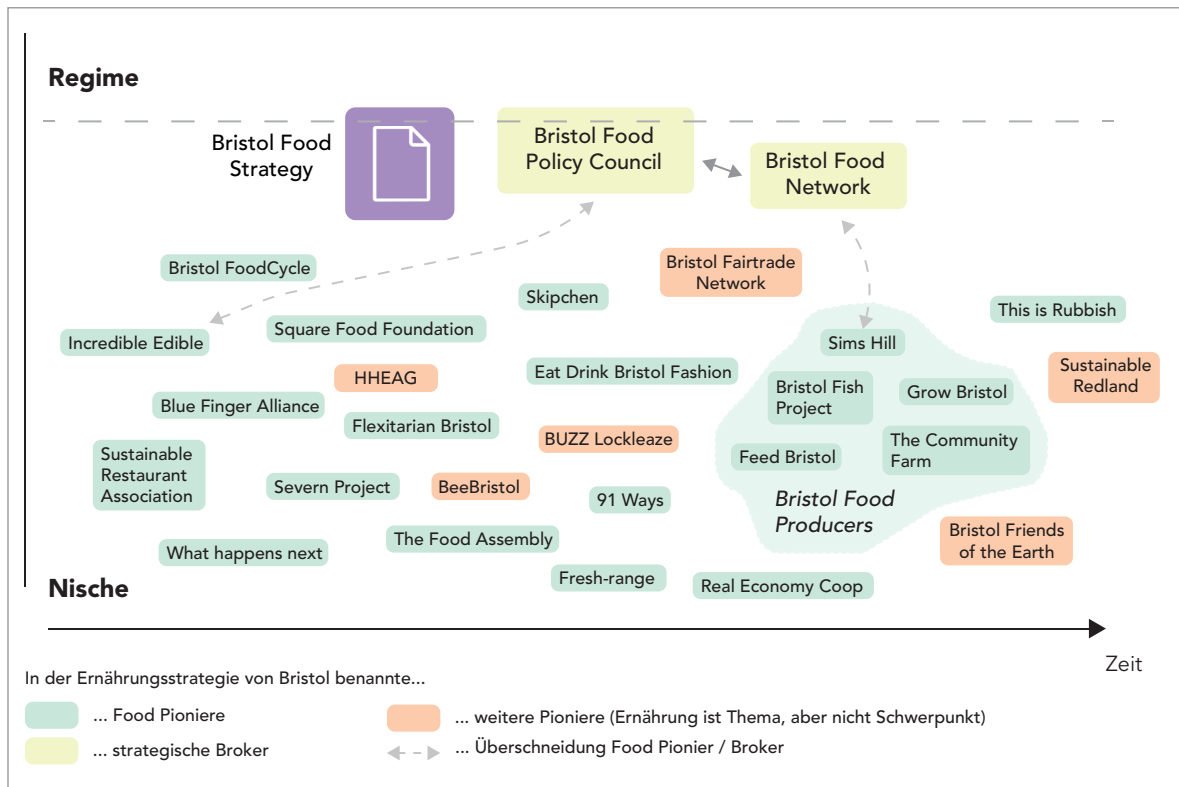 Regime
Bristol Food
Strategy
Bristol Food
Policy Council
Bristol Food
Network
Bristol FoodCycle
Bristol Fairtrade
Network
Skipchen
This is Rubbish
Incredible Edible
Square Food Foundation
Sims Hill
HHEAG
Eat Drink Bristol Fashion
Sustainable
Redland
Bristol Fish
Project
Grow Bristol
Blue Finger Alliance
Flexitarian Bristol
BUZZ Lockleaze
The Community
Farm
Sustainable
Restaurant
Association
Feed Bristol
Severn Project
BeeBristol
91 Ways
Bristol Food
Producers
What happens next
The Food Assembly
Bristol Friends
of the Earth
Fresh-range
Real Economy Coop
Nische
Zeit
In der Ernährungsstrategie von Bristol benannte...
... Food Pioniere
... weitere Pioniere (Ernährung ist Thema, aber nicht Schwerpunkt)
... strategische Broker
... Überschneidung Food Pionier / Broker